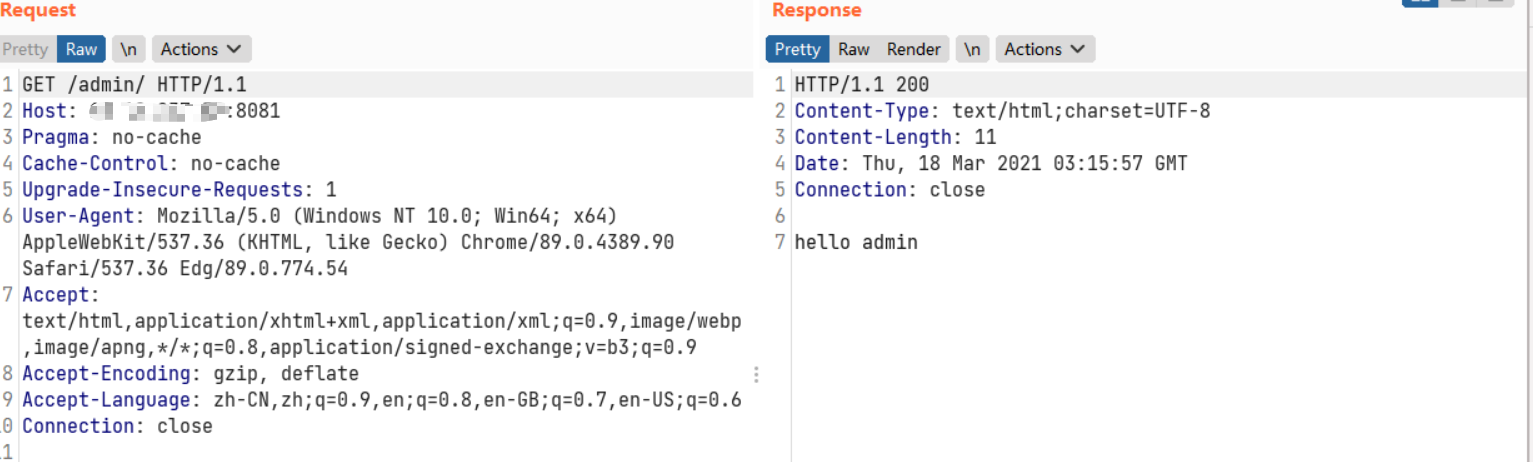 Request
Pretty Raw \n Actions
1 GET /admin/ HTTP/1.1
2 Host: :8081
3 Pragma: no-cache
4 Cache-Control: no-cache
5 Upgrade-Insecure-Requests: 1
6 User-Agent: Mozilla/5.0 (Windows NT 10.0; Win64; x64)
AppleWebKit/537.36 (KHTML, like Gecko) Chrome/89.0.4389.90
Safari/537.36 Edg/89.0.774.54
7 Accept:
text/html,application/xhtml+xml,application/xml;q=0.9,image/webp
,image/apng,*/*;q=0.8,application/signed-exchange;v=b3;q=0.9
8 Accept-Encoding: gzip, deflate
9 Accept-Language: zh-CN,zh;q=0.9,en;q=0.8,en-GB;q=0.7,en-US;q=0.6
0 Connection: close
1
Response
Pretty Raw Render \n Actions
1 HTTP/1.1 200
2 Content-Type: text/html;charset=UTF-8
3 Content-Length: 11
4 Date: Thu, 18 Mar 2021 03:15:57 GMT
5 Connection: close
6
7 hello admin